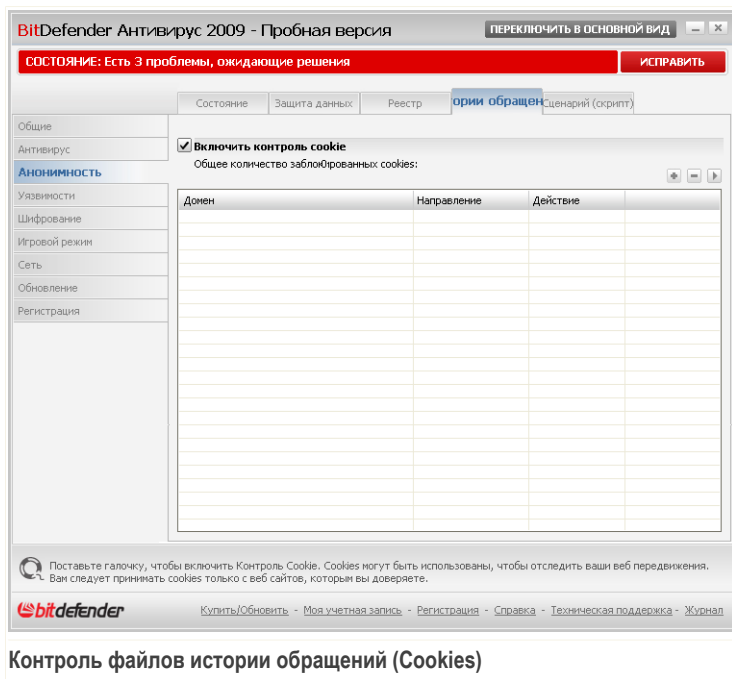 BitDefender Антивирус 2009 - Пробная версия
ПЕРЕКЛЮЧИТЬ В ОСНОВНОЙ ВИД
СОСТОЯНИЕ: Есть 3 проблемы, ожидающие решения
ИСПРАВИТЬ
Состояние
Защита данных
Реестр
ории обращен
Сценарий (скрипт)
Общие
Антивирус
Анонимность
Уязвимости
Шифрование
Игровой режим
Сеть
Обновление
Регистрация
Включить контроль cookie
Общее количество заблои0ированных cookies:
Домен
Направление
Действие
Поставьте галочку, чтобы включить Контроль Cookie. Cookies могут быть использованы, чтобы отследить ваши веб передвижения.
Вам следует принимать cookies только с веб сайтов, которым вы доверяете.
bitdefender
Купить/Обновить - Моя учетная запись - Регистрация - Справка - Техническая поддержка - Журнал
Контроль файлов истории обращений (Cookies)